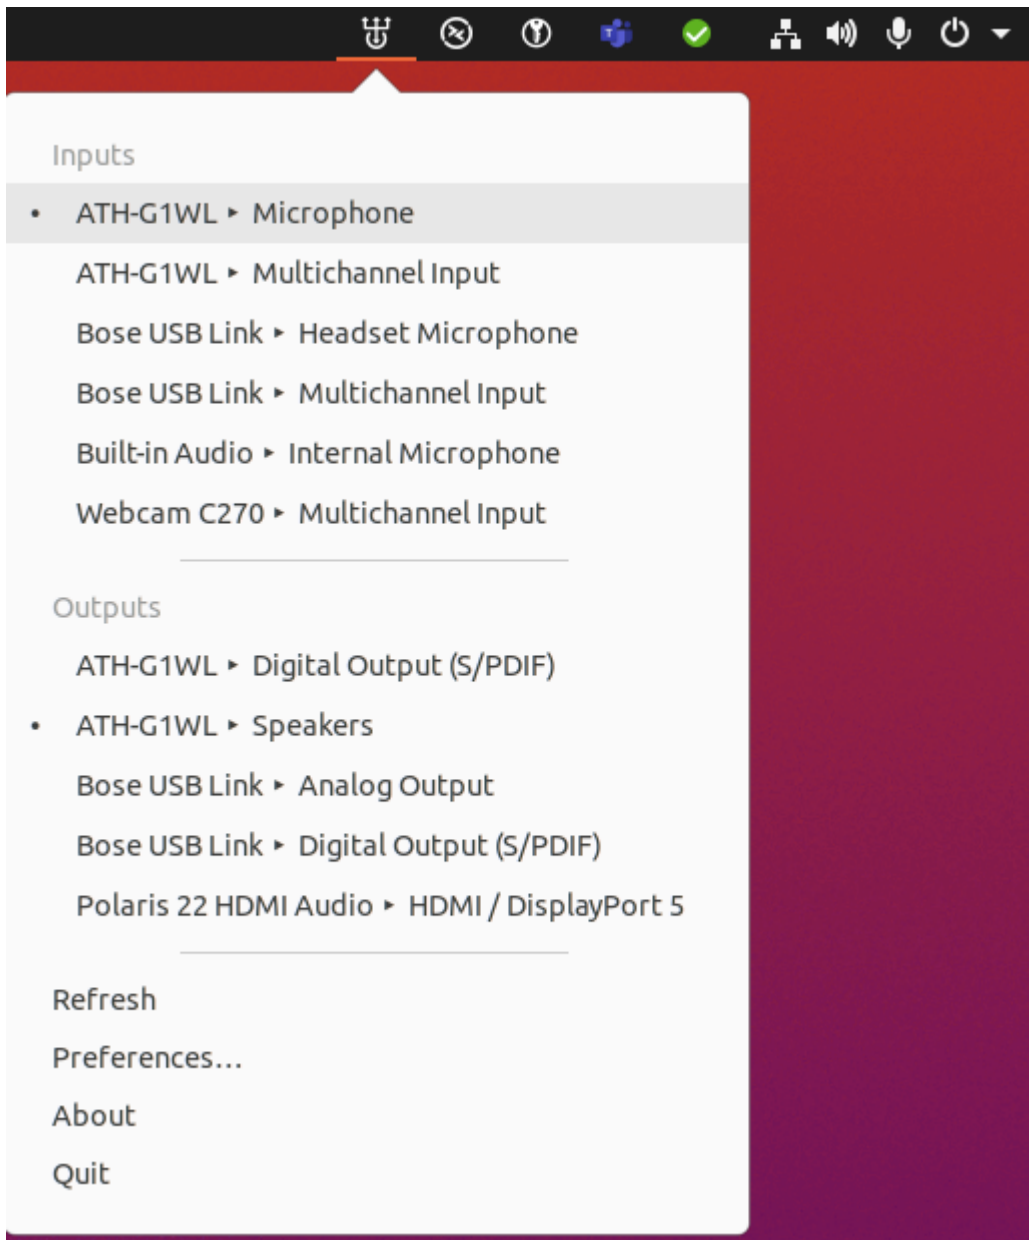 Inputs
• ATH-G1WL ‣ Microphone
ATH-G1WL ‣ Multichannel Input
Bose USB Link ‣ Headset Microphone
Bose USB Link ‣ Multichannel Input
Built-in Audio ‣ Internal Microphone
Webcam C270 ‣ Multichannel Input
Outputs
ATH-G1WL ‣ Digital Output (S/PDIF)
• ATH-G1WL ‣ Speakers
Bose USB Link ‣ Analog Output
Bose USB Link ‣ Digital Output (S/PDIF)
Polaris 22 HDMI Audio ‣ HDMI / DisplayPort 5
Refresh
Preferences…
About
Quit